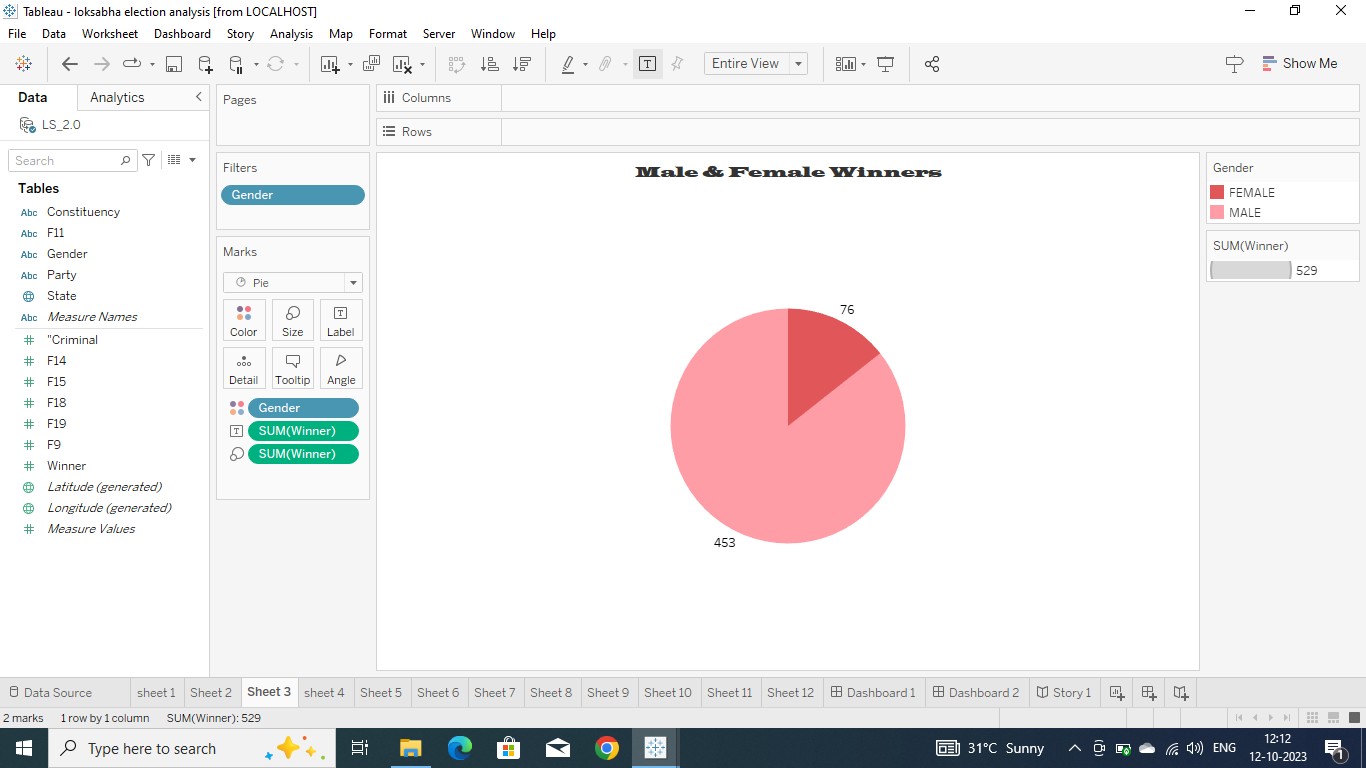 Tableau - loksabha election analysis [from LOCALHOST]
File Data Worksheet Dashboard Story Analysis Map Format Server Window Help
Entire View Show Me
Data Analytics
LS_2.0
Search
Tables
Abc Constituency
Abc F11
Abc Gender
Abc Party
State
Abc Measure Names
# "Criminal
# F14
# F15
# F18
# F19
# F9
# Winner
Latitude (generated)
Longitude (generated)
# Measure Values
Pages
Filters
Gender
Marks
Pie
Color Size Label
Detail Tooltip Angle
Gender
SUM(Winner)
SUM(Winner)
Columns
Rows
Male & Female Winners
76
453
Gender
FEMALE
MALE
SUM(Winner)
529
Data Source sheet 1 Sheet 2 Sheet 3 sheet 4 Sheet 5 Sheet 6 Sheet 7 Sheet 8 Sheet 9 Sheet 10 Sheet 11 Sheet 12 Dashboard 1 Dashboard 2 Story 1
2 marks 1 row by 1 column SUM(Winner): 529
Type here to search 31°C Sunny ENG 12:12
12-10-2023 1